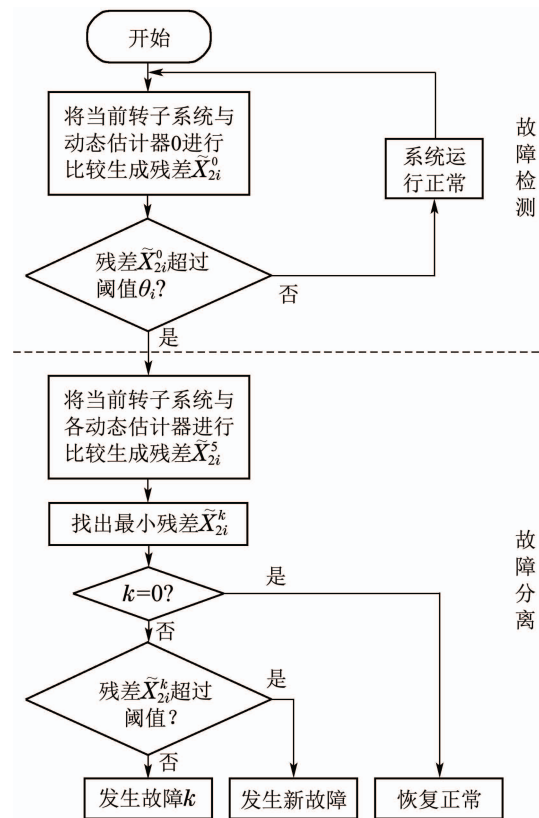 开始
将当前转子系统与
动态估计器0进行
比较生成残差X̃⁰₂ᵢ
系统运
行正常
故障检测
残差X̃⁰₂ᵢ超过
阈值θᵢ?
否
是
将当前转子系统与
各动态估计器进行
比较生成残差X̃⁵₂ᵢ
找出最小残差X̃ᵏ₂ᵢ
故障分离
k=0?
是
否
残差X̃ᵏ₂ᵢ超过
阈值?
是
否
发生故障k
发生新故障
恢复正常